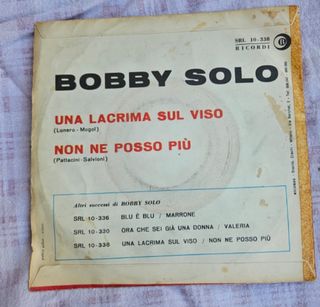 SRL 10-338
RICORDI
BOBBY SOLO
UNA LACRIMA SUL VISO
(Lunero - Mogol)
NON NE POSSO PIÙ
(Pattacini - Salvioni)
Altri successi di BOBBY SOLO
SRL 10-336 BLU È BLU / MARRONE
SRL 10-320 ORA CHE SEI GIÀ UNA DONNA / VALERIA
SRL 10-338 UNA LACRIMA SUL VISO / NON NE POSSO PIÙ